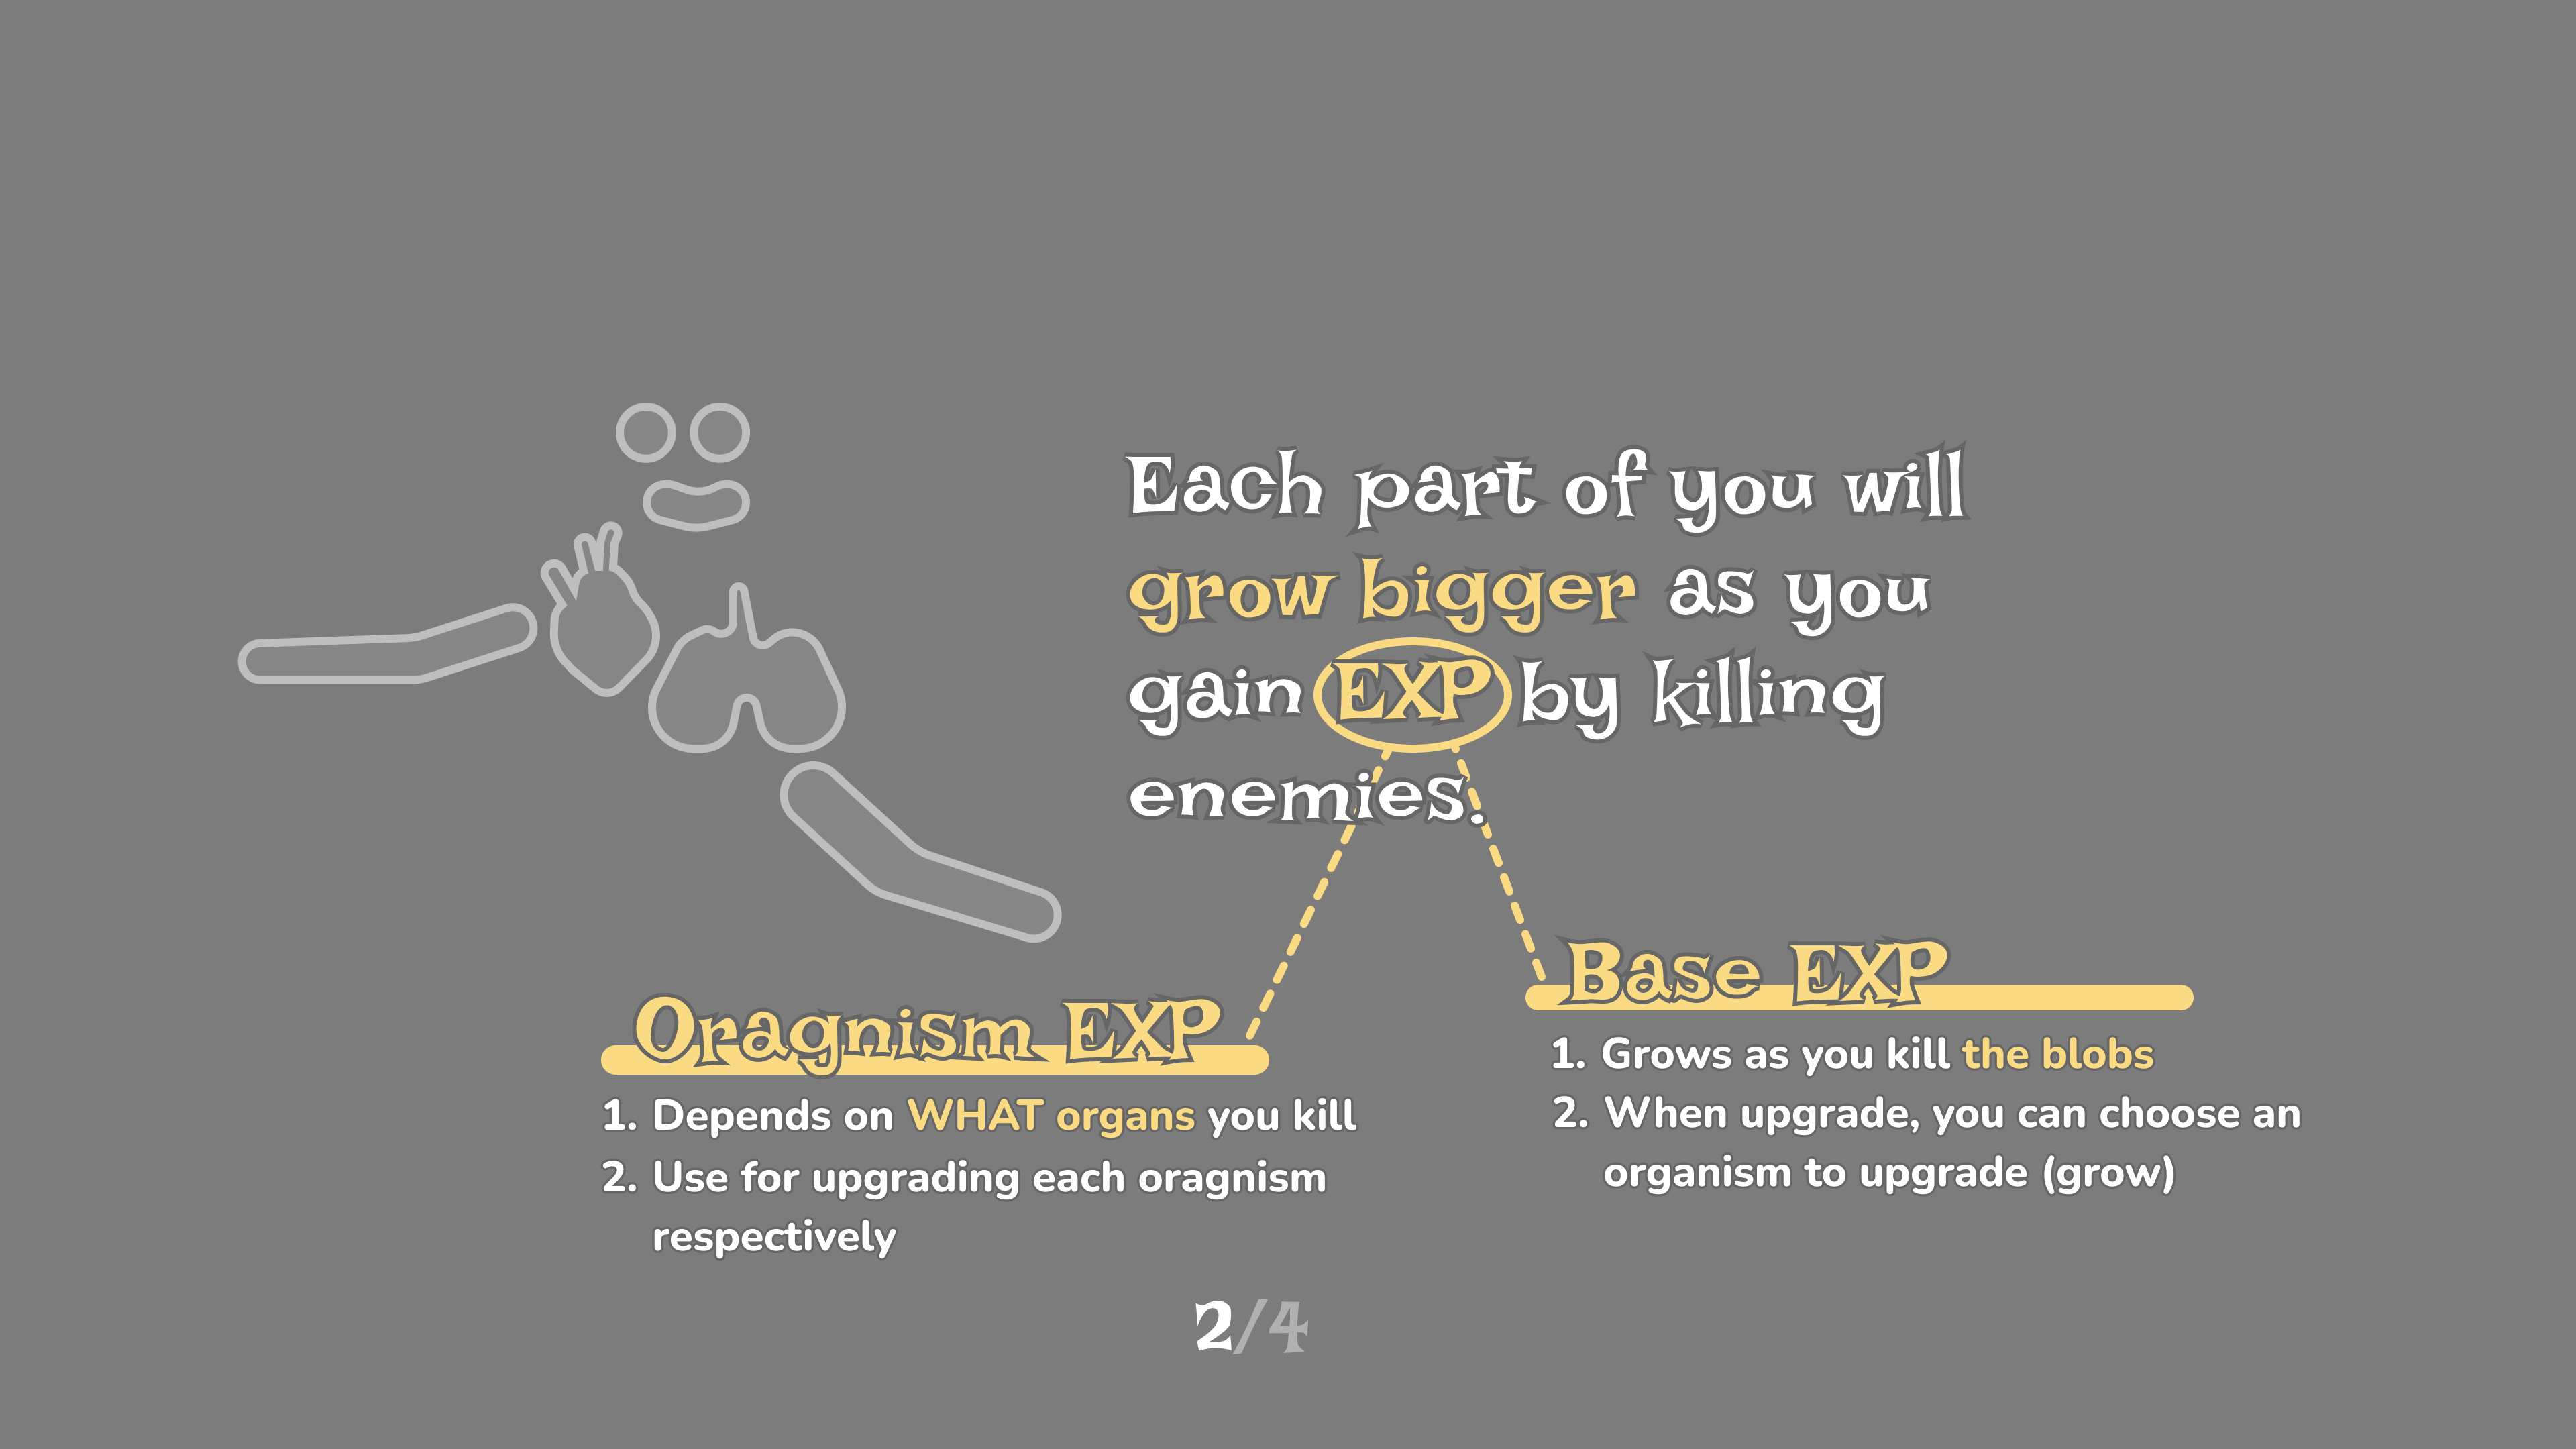 Each part of you will
grow bigger as you
gain EXP by killing
enemies.
Oragnism EXP
1. Depends on WHAT organs you kill
2. Use for upgrading each oragnism
respectively
Base EXP
1. Grows as you kill the blobs
2. When upgrade, you can choose an
organism to upgrade (grow)
2/4